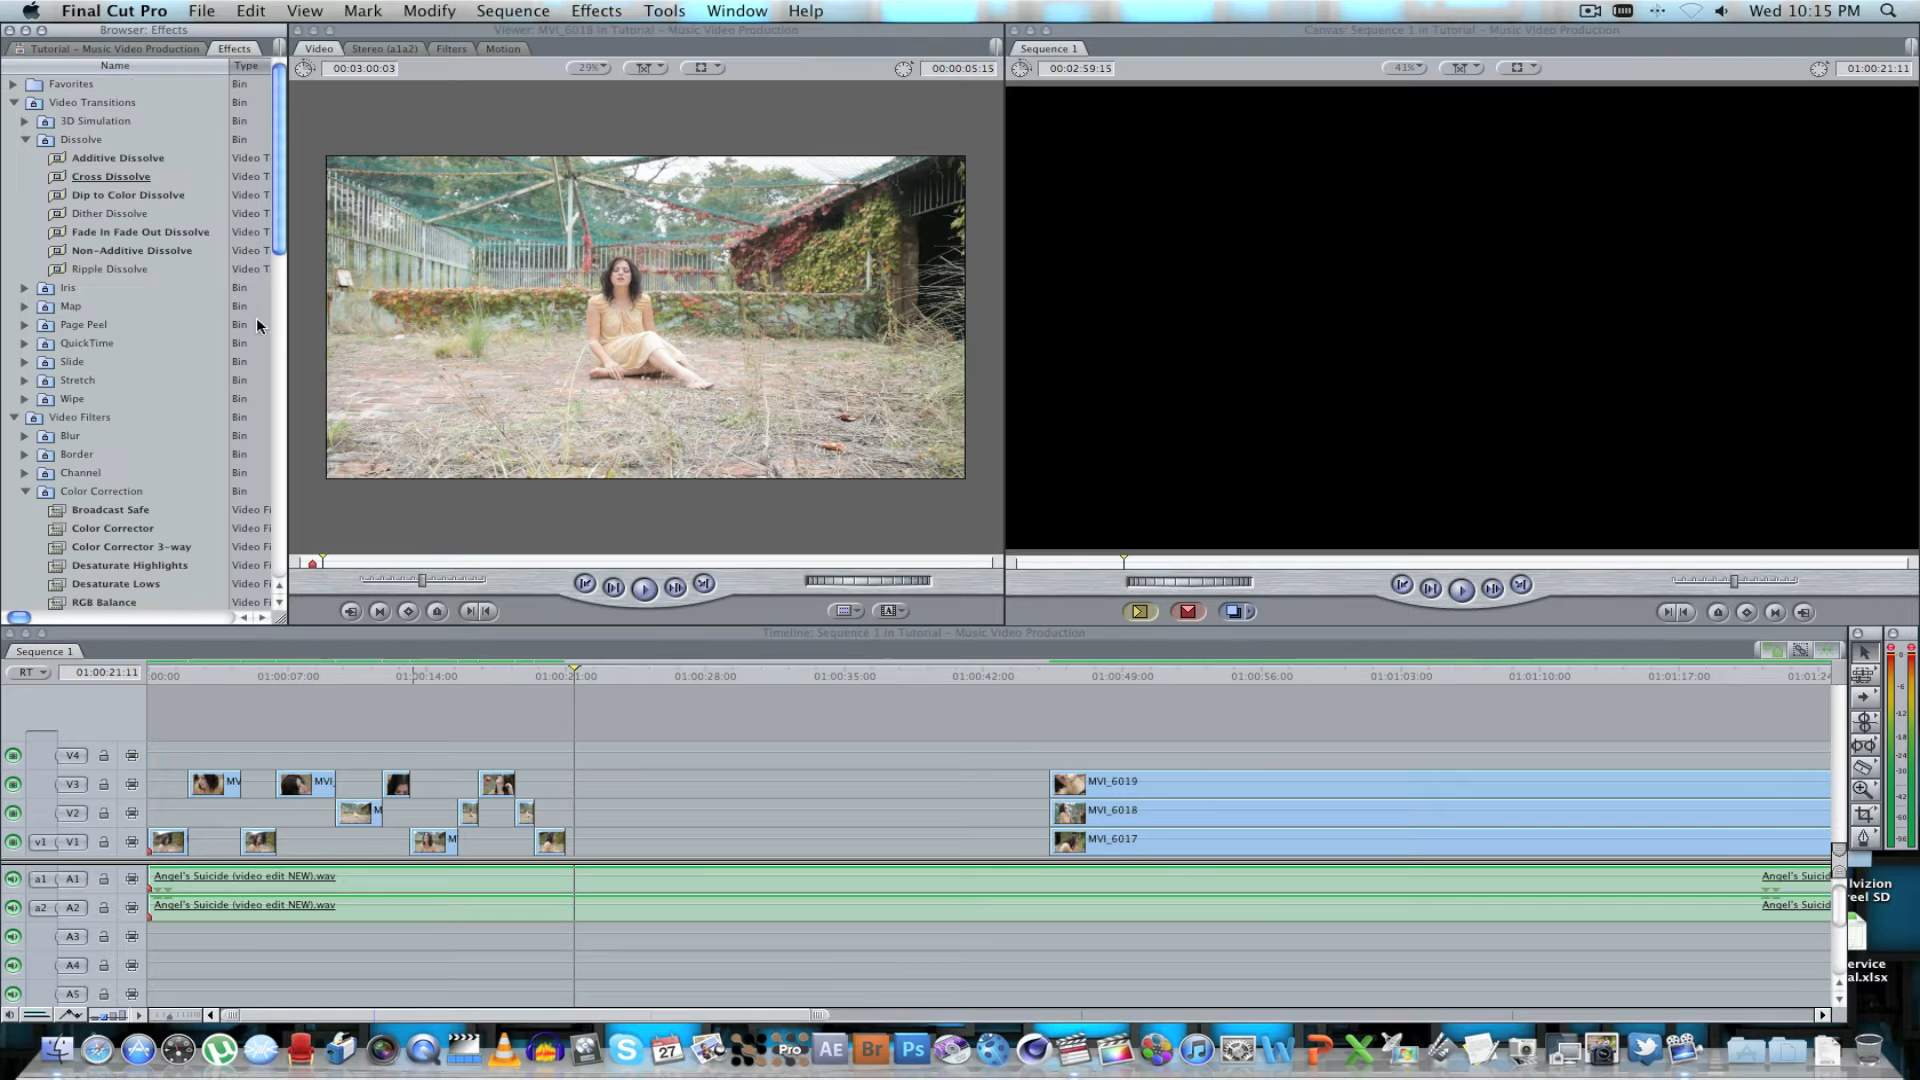 Final Cut Pro File Edit View Mark Modify Sequence Effects Tools Window Help Wed 10:15 PM
Browser: Effects Viewer: MVI_6018 in Tutorial – Music Video Production Canvas: Sequence 1 in Tutorial – Music Video Production
Tutorial – Music Video Production Effects Video Stereo (a1a2) Filters Motion Sequence 1
Name Type 00:03:00:03 29% 00:00:05:15 00:02:59:15 41% 01:00:21:11
Favorites Bin
Video Transitions Bin
3D Simulation Bin
Dissolve Bin
Additive Dissolve Video T
Cross Dissolve Video T
Dip to Color Dissolve Video T
Dither Dissolve Video T
Fade In Fade Out Dissolve Video T
Non-Additive Dissolve Video T
Ripple Dissolve Video T
Iris Bin
Map Bin
Page Peel Bin
QuickTime Bin
Slide Bin
Stretch Bin
Wipe Bin
Video Filters Bin
Blur Bin
Border Bin
Channel Bin
Color Correction Bin
Broadcast Safe Video Fi
Color Corrector Video Fi
Color Corrector 3-way Video Fi
Desaturate Highlights Video Fi
Desaturate Lows Video Fi
RGB Balance Video Fi
Timeline: Sequence 1 in Tutorial – Music Video Production
Sequence 1
RT 01:00:21:11 :00:00 01:00:07:00 01:00:14:00 01:00:21:00 01:00:28:00 01:00:35:00 01:00:42:00 01:00:49:00 01:00:56:00 01:01:03:00 01:01:10:00 01:01:17:00 01:01:24
V4
V3 MV MVI_ MVI_6019
V2 M MVI_6018
v1 V1 M MVI_6017
a1 A1 Angel's Suicide (video edit NEW).wav Angel's Suicid
a2 A2 Angel's Suicide (video edit NEW).wav Angel's Suicid
A3
A4
A5
lvizion
reel SD
ervice
al.xlsx
27 Pro AE Br Ps